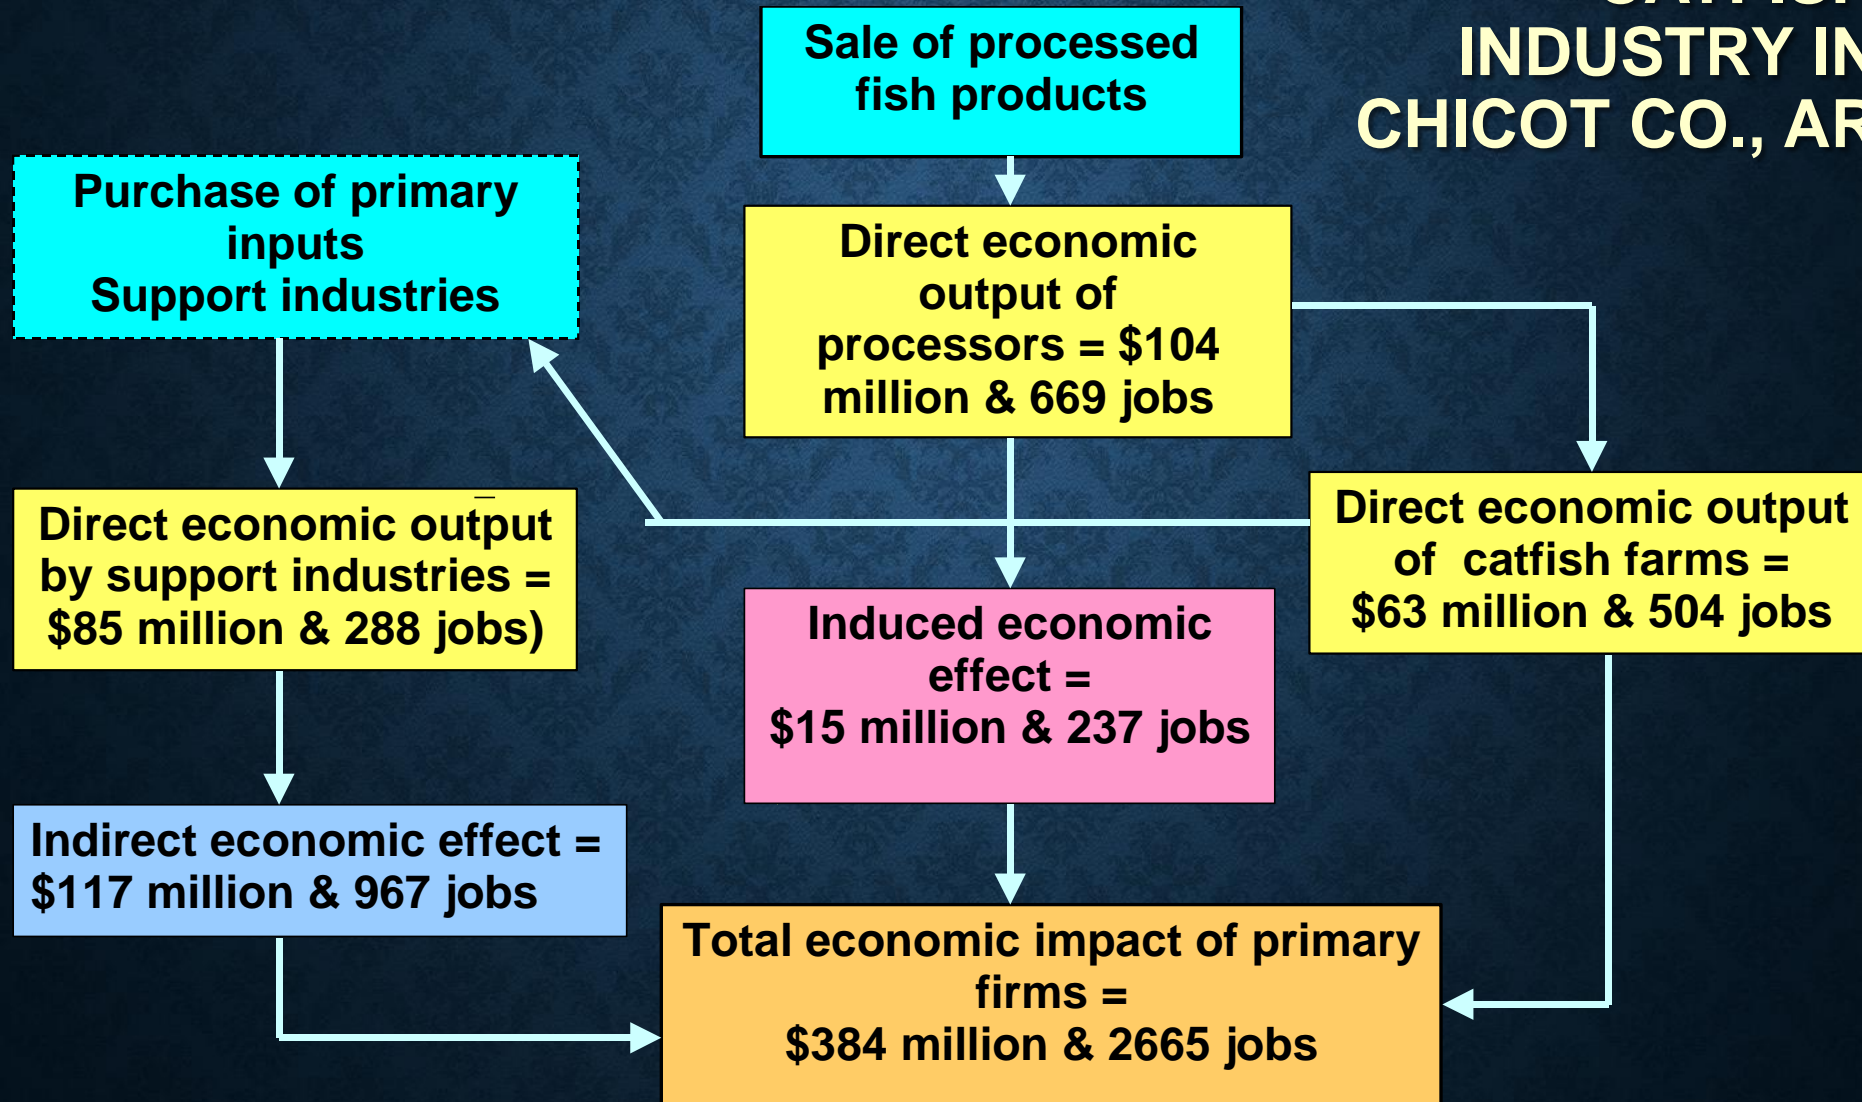 INDUSTRY IN
CHICOT CO., AR
Sale of processed
fish products
Purchase of primary
inputs
Support industries
Direct economic
output of
processors = $104
million & 669 jobs
Direct economic output
by support industries =
$85 million & 288 jobs)
Direct economic output
of catfish farms =
$63 million & 504 jobs
Induced economic
effect =
$15 million & 237 jobs
Indirect economic effect =
$117 million & 967 jobs
Total economic impact of primary
firms =
$384 million & 2665 jobs